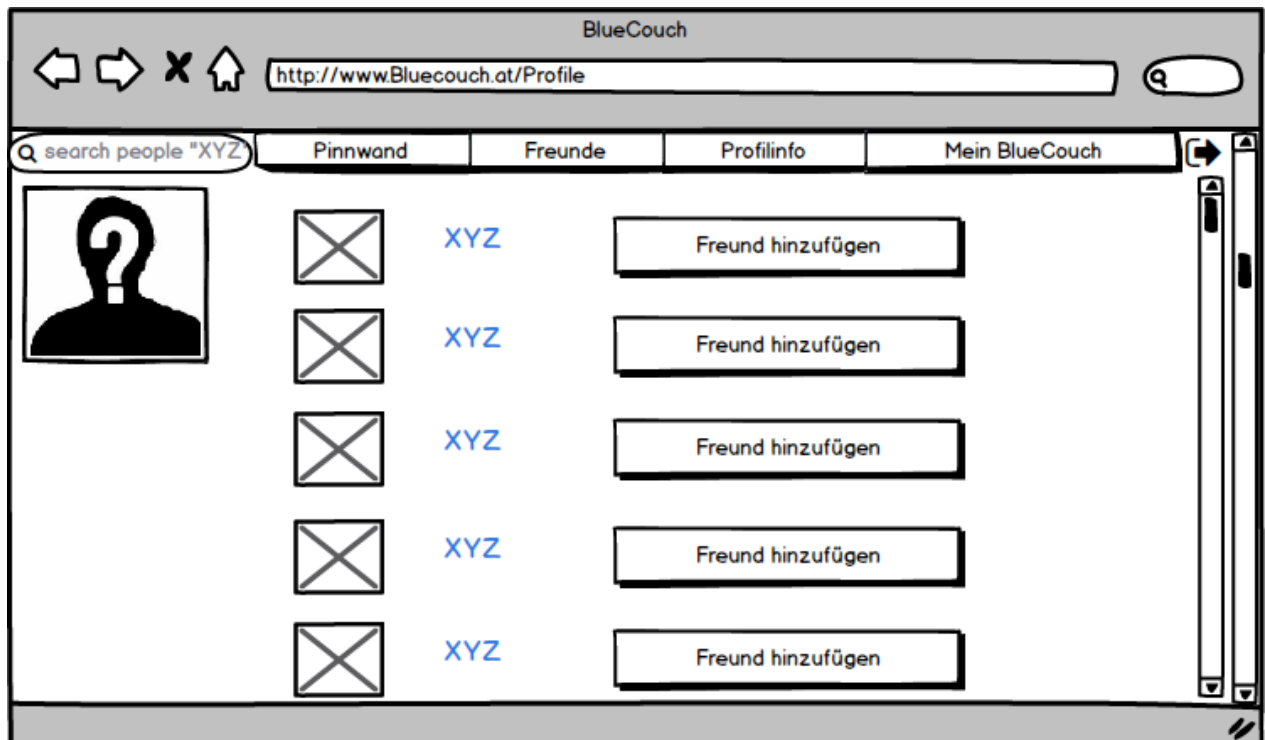 BlueCouch
http://www.Bluecouch.at/Profile
search people "XYZ"
Pinnwand
Freunde
Profilinfo
Mein BlueCouch
?
XYZ
Freund hinzufügen
XYZ
Freund hinzufügen
XYZ
Freund hinzufügen
XYZ
Freund hinzufügen
XYZ
Freund hinzufügen